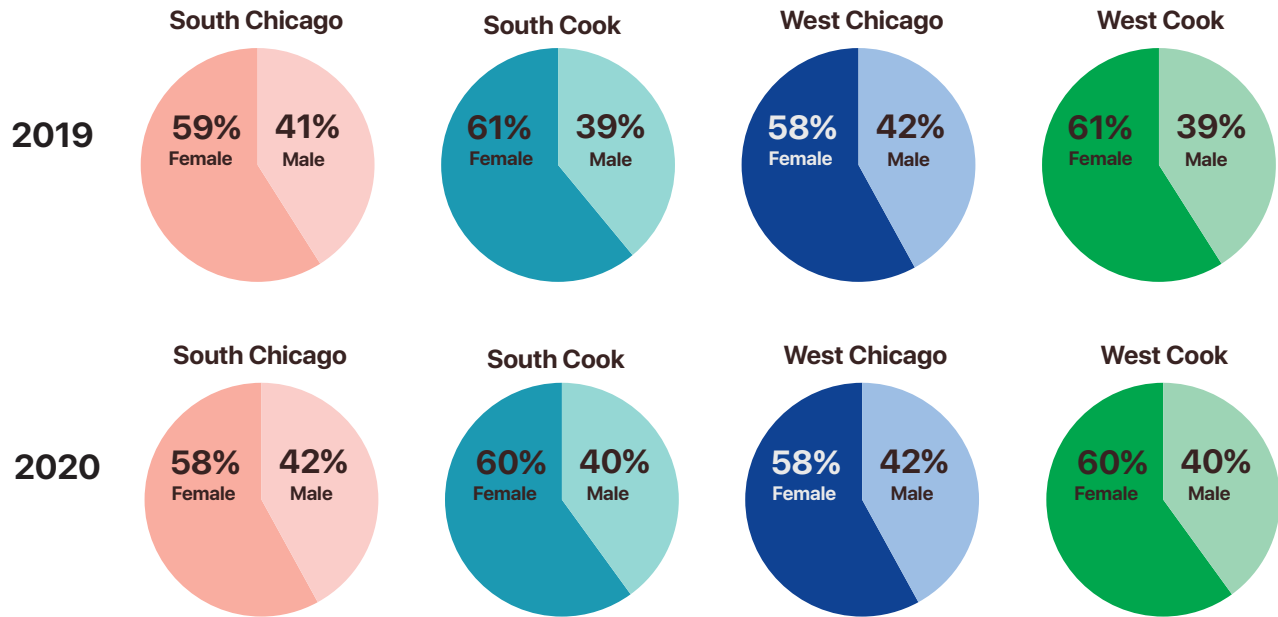 South Chicago
South Cook
West Chicago
West Cook
2019
59%
Female
41%
Male
61%
Female
39%
Male
58%
Female
42%
Male
61%
Female
39%
Male
South Chicago
South Cook
West Chicago
West Cook
2020
58%
Female
42%
Male
60%
Female
40%
Male
58%
Female
42%
Male
60%
Female
40%
Male